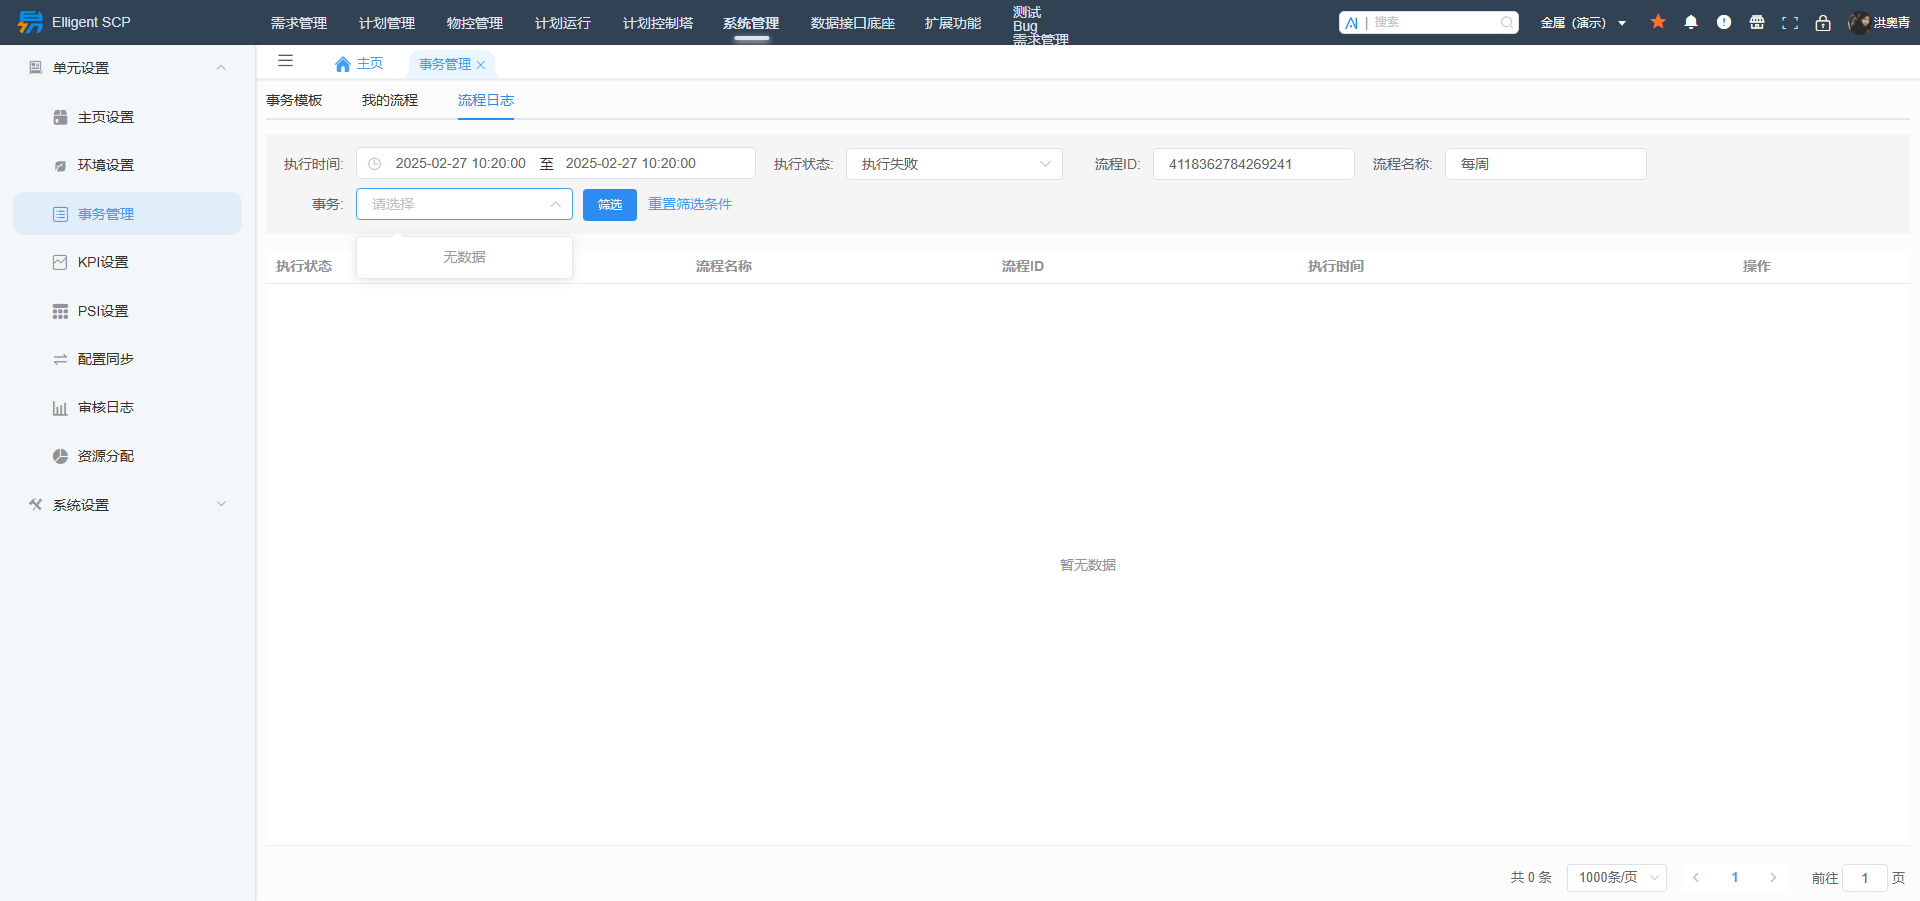 Elligent SCP
需求管理
计划管理
物控管理
计划运行
计划控制塔
系统管理
数据接口底座
扩展功能
测试
Bug
需求管理
AI | 搜索
金属（演示）
洪奥青
单元设置
主页设置
环境设置
事务管理
KPI设置
PSI设置
配置同步
审核日志
资源分配
系统设置
主页
事务管理
事务模板
我的流程
流程日志
执行时间: 2025-02-27 10:20:00 至 2025-02-27 10:20:00
执行状态: 执行失败
流程ID: 4118362784269241
流程名称: 每周
事务: 请选择
筛选
重置筛选条件
无数据
执行状态
流程名称
流程ID
执行时间
操作
暂无数据
共 0 条
1000条/页
1
前往 1 页